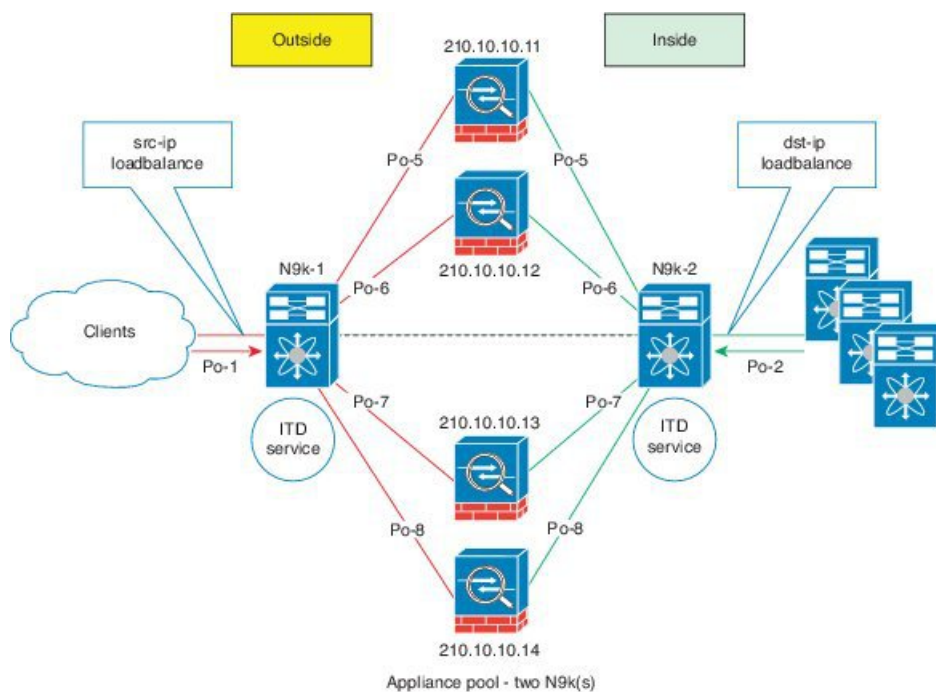 Outside
210.10.10.11
Inside
src-ip
loadbalance
dst-ip
loadbalance
Po-5
Po-5
N9k-1
210.10.10.12
N9k-2
Po-6
Po-6
Clients
Po-1
Po-2
Po-7
210.10.10.13
Po-7
ITD
service
ITD
service
Po-8
Po-8
210.10.10.14
Appliance pool - two N9k(s)